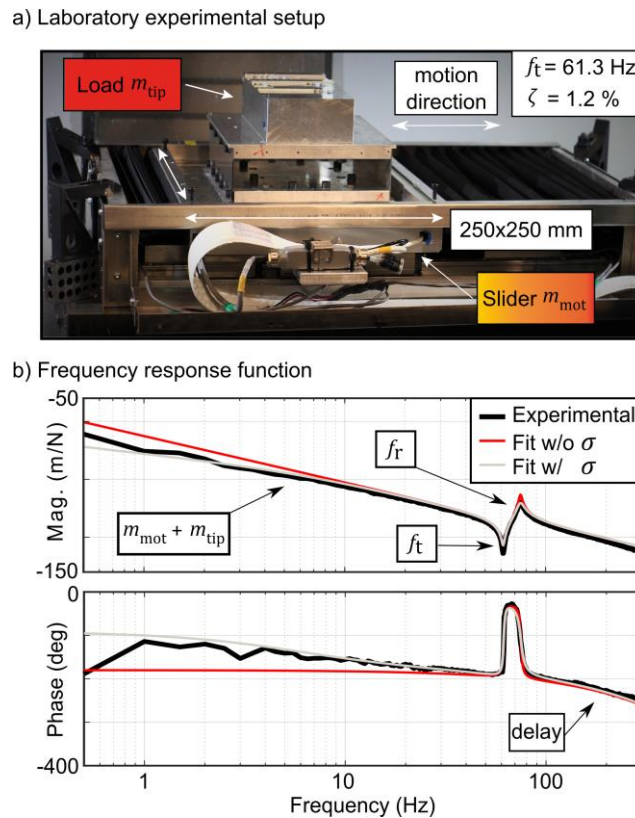 a) Laboratory experimental setup
Load m_tip
motion
direction
f_t = 61.3 Hz
ζ = 1.2 %
250x250 mm
Slider m_mot
b) Frequency response function
-50
Mag. (m/N)
-150
Experimental
Fit w/o σ
Fit w/ σ
f_r
m_mot + m_tip
f_t
0
Phase (deg)
-400
delay
1
10
100
Frequency (Hz)